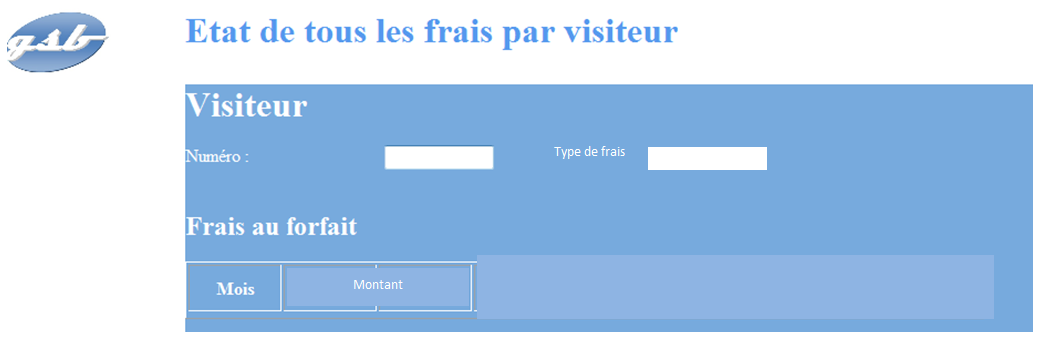 gsb
Etat de tous les frais par visiteur
Visiteur
Numéro :
Type de frais
Frais au forfait
Mois
Montant